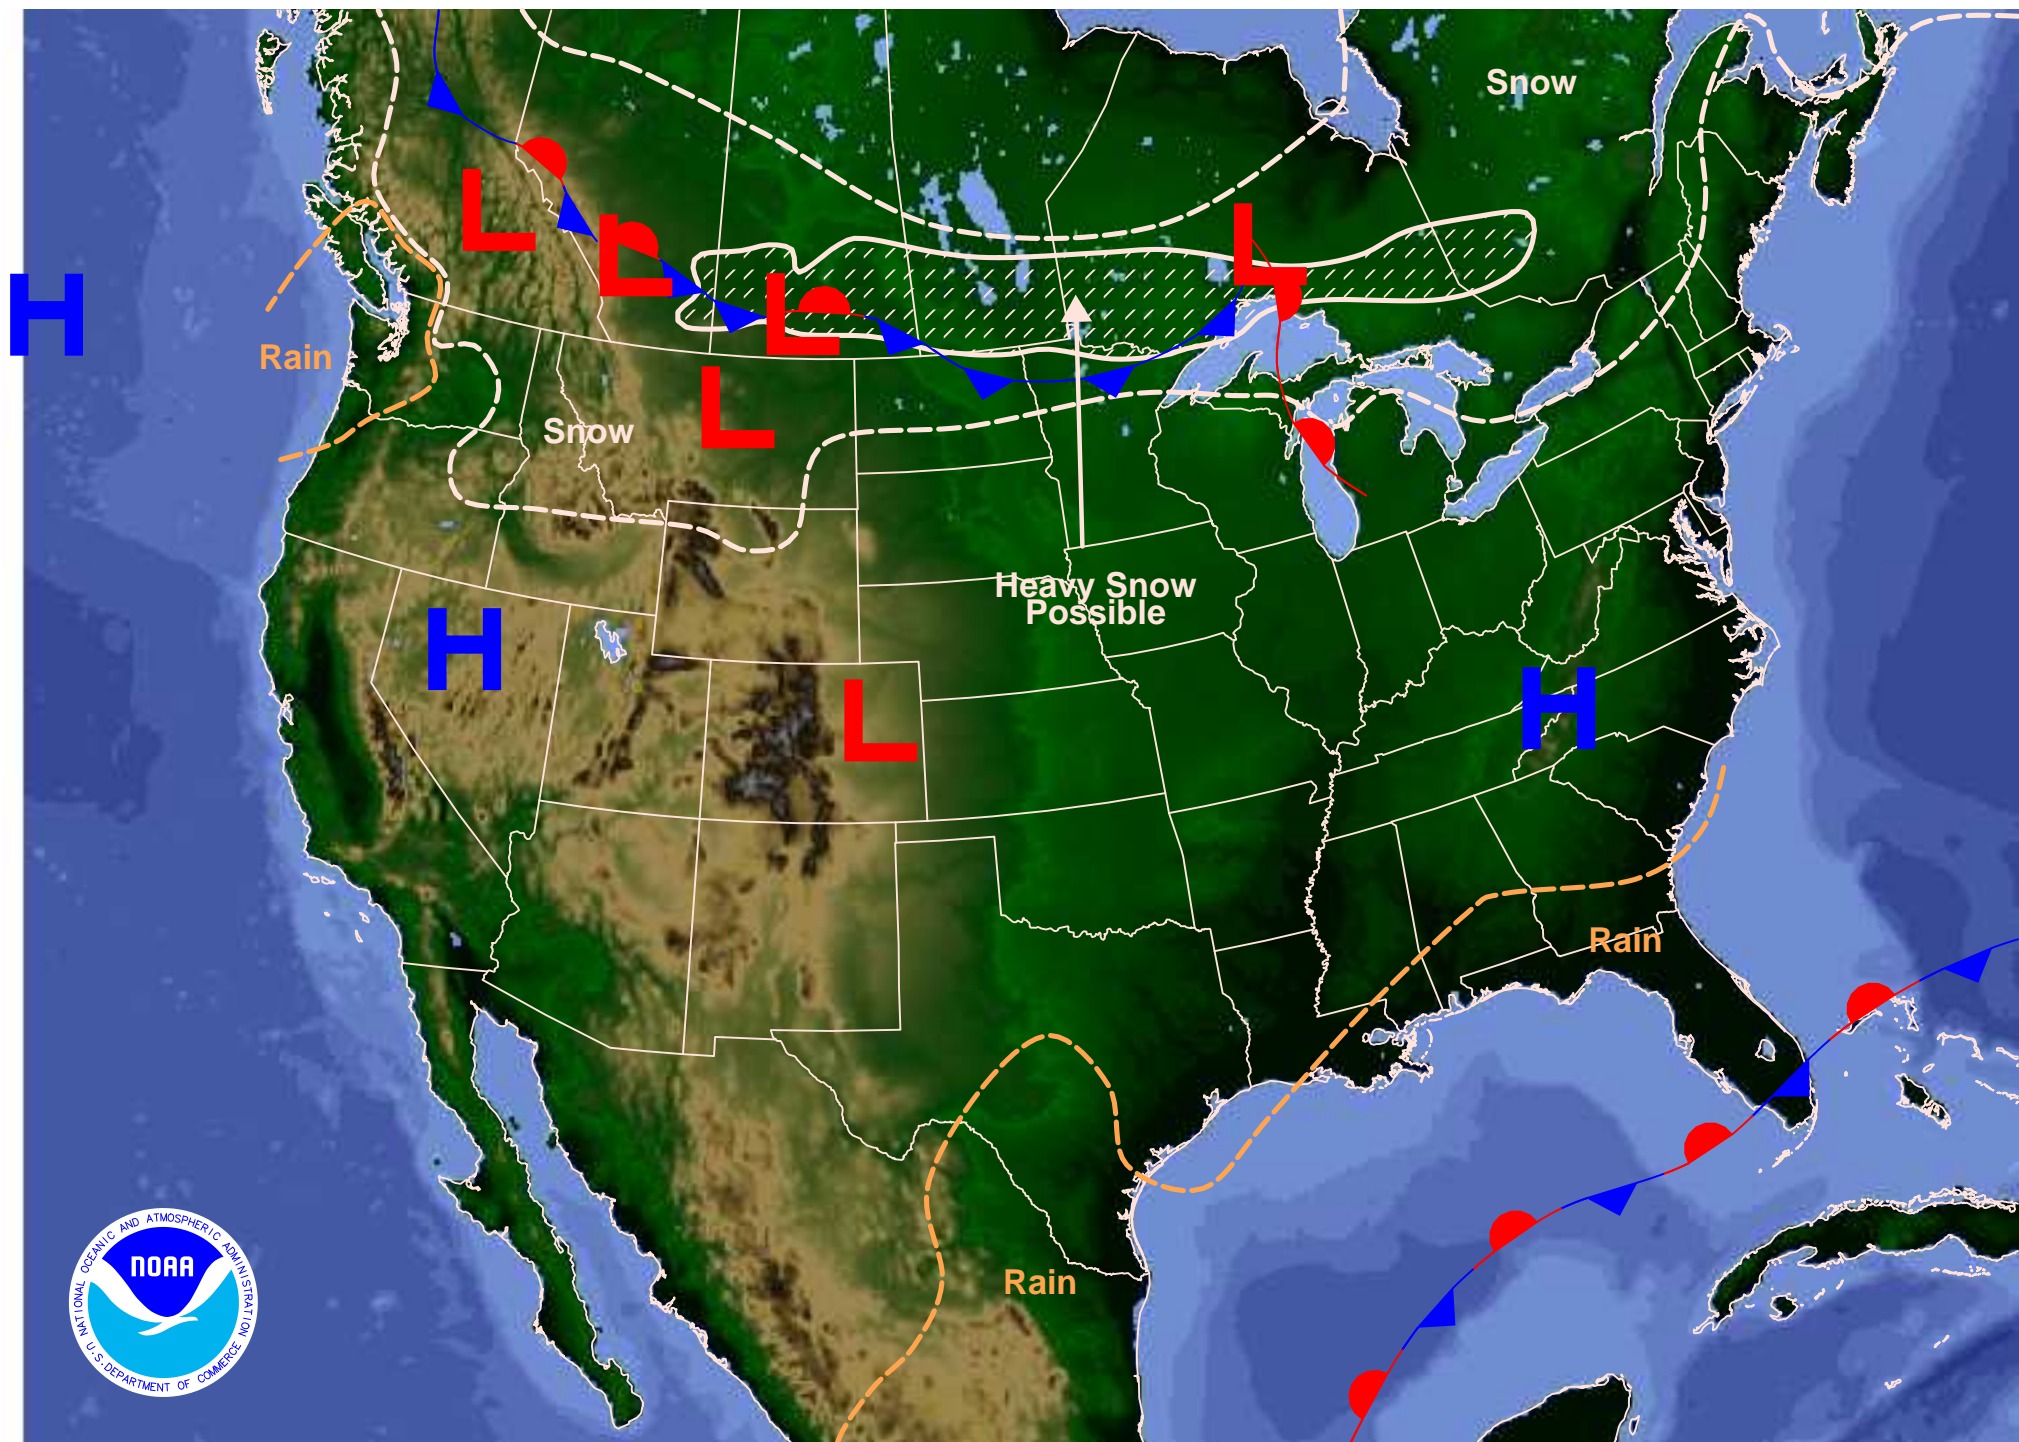 Snow
L
L
L
L
H
L
Rain
Snow
Heavy Snow
Possible
H
L
H
Rain
Rain
NATIONAL OCEANIC AND ATMOSPHERIC ADMINISTRATION
NOAA
U.S. DEPARTMENT OF COMMERCE